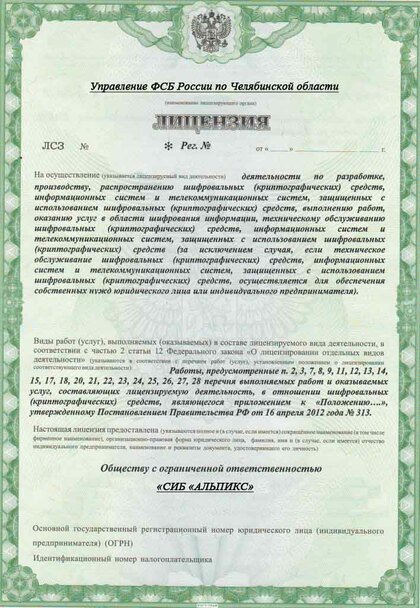 Управление ФСБ России по Челябинской области
(наименование лицензирующего органа)
ЛИЦЕНЗИЯ
ЛСЗ № * Рег. № от « » г.
На осуществление (указывается лицензируемый вид деятельности) деятельности по разработке,
производству, распространению шифровальных (криптографических) средств,
информационных систем и телекоммуникационных систем, защищенных с
использованием шифровальных (криптографических) средств, выполнению работ,
оказанию услуг в области шифрования информации, техническому обслуживанию
шифровальных (криптографических) средств, информационных систем и
телекоммуникационных систем, защищенных с использованием шифровальных
(криптографических) средств (за исключением случая, если техническое
обслуживание шифровальных (криптографических) средств, информационных
систем и телекоммуникационных систем, защищенных с использованием
шифровальных (криптографических) средств, осуществляется для обеспечения
собственных нужд юридического лица или индивидуального предпринимателя).
Виды работ (услуг), выполняемых (оказываемых) в составе лицензируемого вида деятельности, в
соответствии с частью 2 статьи 12 Федерального закона «О лицензировании отдельных видов
деятельности» (указываются в соответствии с перечнем работ (услуг), установленным положением о лицензировании
соответствующего вида деятельности) Работы, предусмотренные п. 2, 3, 7, 8, 9, 11, 12, 13, 14,
15, 17, 18, 20, 21, 22, 23, 24, 25, 26, 27, 28 перечня выполняемых работ и оказываемых
услуг, составляющих лицензируемую деятельность, в отношении шифровальных
(криптографических) средств, являющегося приложением к «Положению….»,
утвержденному Постановлением Правительства РФ от 16 апреля 2012 года № 313.
Настоящая лицензия предоставлена (указывается полное и (в случае, если имеется) сокращённое наименование (в том числе
фирменное наименование), организационно-правовая форма юридического лица, фамилия, имя и (в случае, если имеется) отчество
индивидуального предпринимателя, наименование и реквизиты документа, удостоверяющего его личность)
Обществу с ограниченной ответственностью
«СИБ «АЛЬПИКС»
Основной государственный регистрационный номер юридического лица (индивидуального
предпринимателя) (ОГРН)
Идентификационный номер налогоплательщика